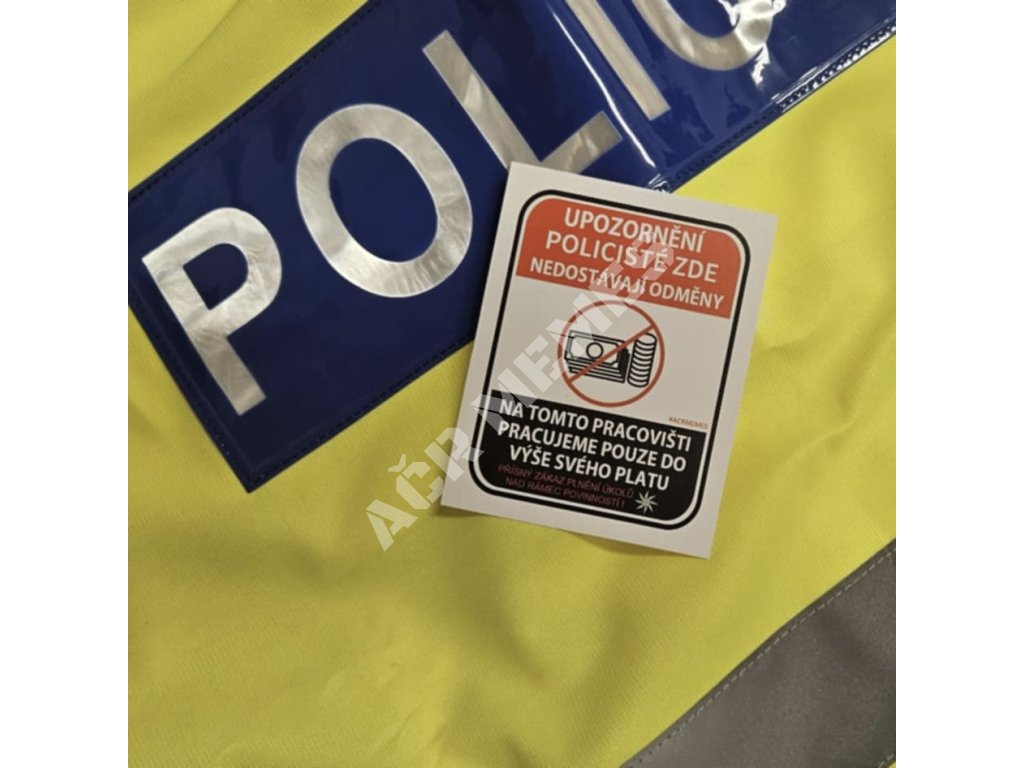 POLIC
UPOZORNĚNÍ
POLICISTÉ ZDE
NEDOSTÁVAJÍ ODMĚNY
#ACRMEMES
NA TOMTO PRACOVIŠTI
PRACUJEME POUZE DO
VÝŠE SVÉHO PLATU
PŘÍSNÝ ZÁKAZ PLNĚNÍ ÚKOLŮ
NAD RÁMEC POVINNOSTÍ !
AČR MEMES